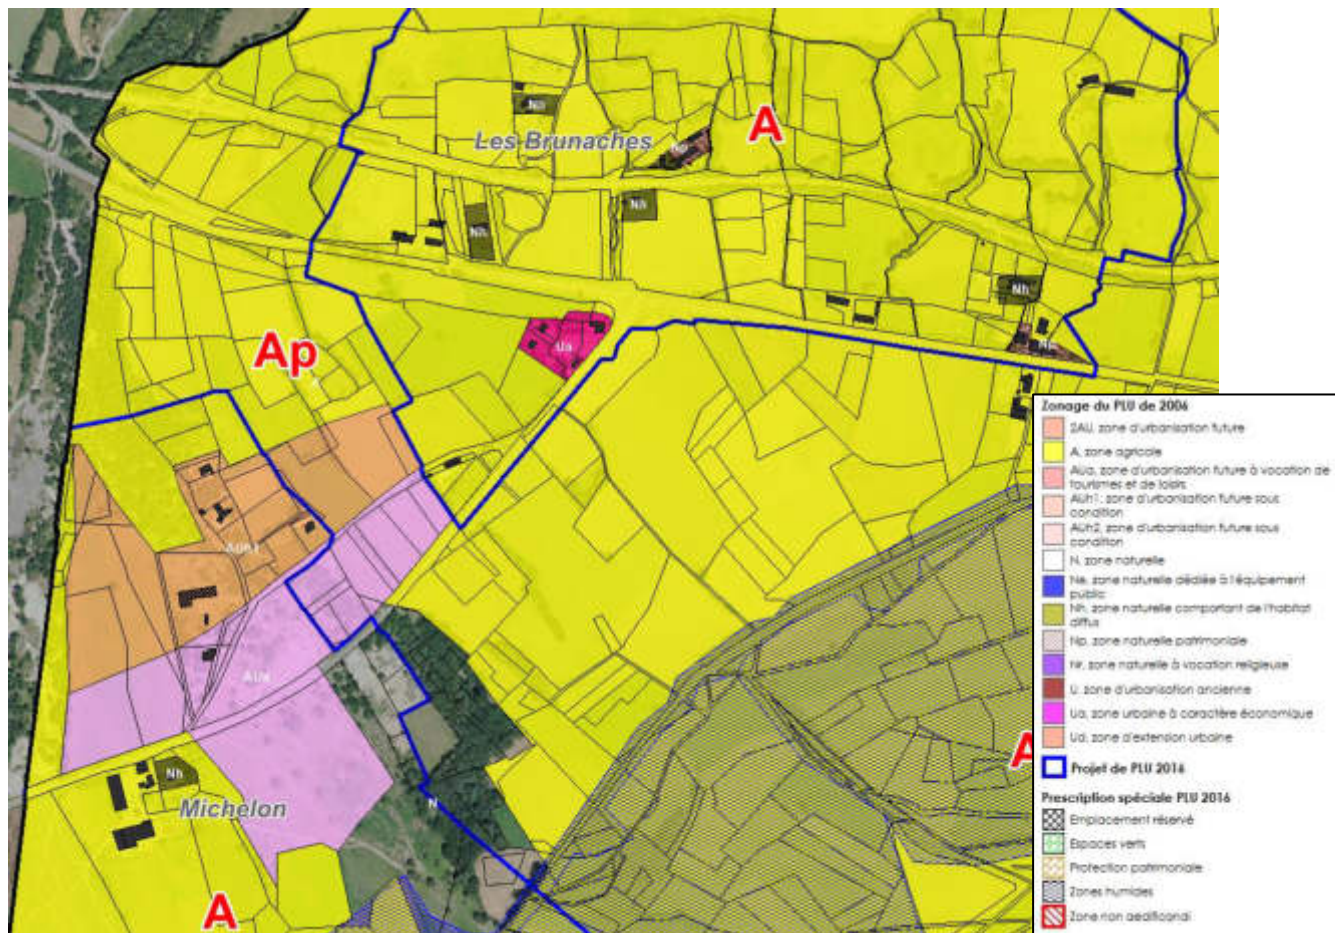 Nh
Les Brunaches
A
Nh
Nh
Nh
Ap
Ua
AUh1
AUa
N
A
Nh
Michelon
A
Zonage du PLU de 2006
2AU, zone d'urbanisation future
A, zone agricole
AUa, zone d'urbanisation future à vocation de
tourismes et de loisirs
AUh1, zone d'urbanisation future sous
condition
AUh2, zone d'urbanisation future sous
condition
N, zone naturelle
Ne, zone naturelle dédiée à l'équipement
public
Nh, zone naturelle comportant de l'habitat
diffus
Np, zone naturelle patrimoniale
Nr, zone naturelle à vocation religieuse
U, zone d'urbanisation ancienne
Ua, zone urbaine à caractère économique
Ud, zone d'extension urbaine
Projet de PLU 2016
Prescription spéciale PLU 2016
Emplacement réservé
Espaces verts
Protection patrimoniale
Zones humides
Zone non aedificandi